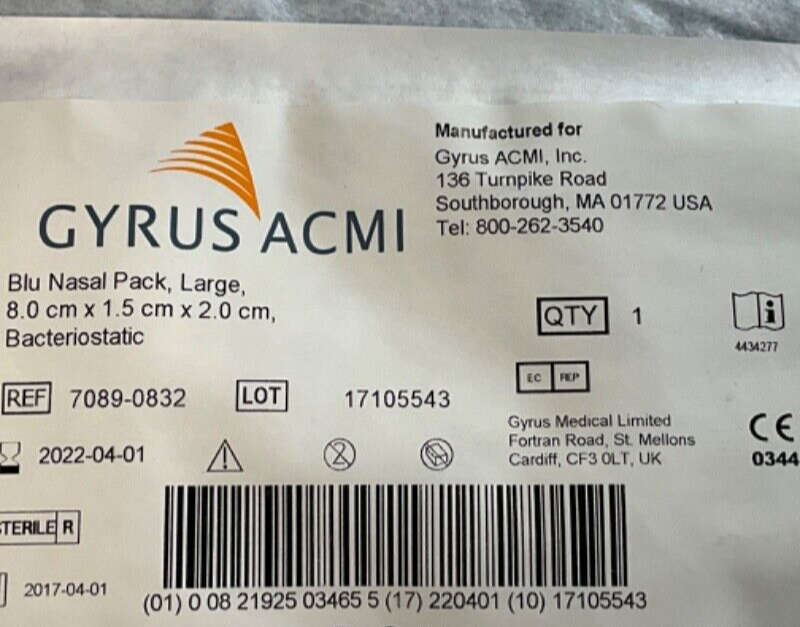 GYRUS ACMI
Manufactured for
Gyrus ACMI, Inc.
136 Turnpike Road
Southborough, MA 01772 USA
Tel: 800-262-3540
Blu Nasal Pack, Large,
8.0 cm x 1.5 cm x 2.0 cm,
Bacteriostatic
QTY 1
i
4434277
REF 7089-0832 LOT 17105543
EC REP
Gyrus Medical Limited
Fortran Road, St. Mellons
Cardiff, CF3 0LT, UK
CE
0344
2022-04-01
2
TERILE R
2017-04-01
(01) 0 08 21925 03465 5 (17) 220401 (10) 17105543